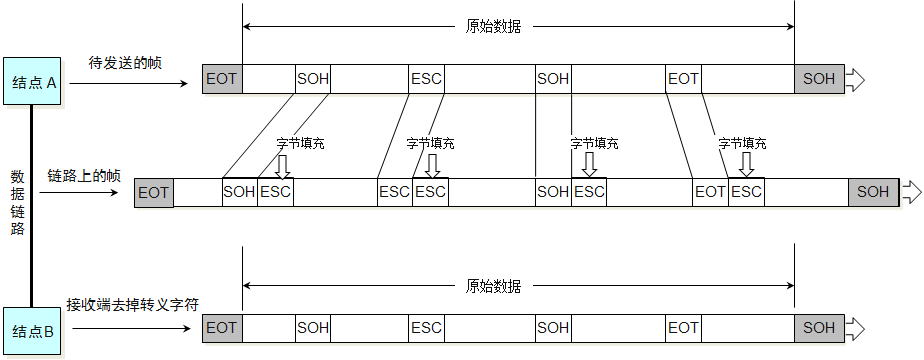 原始数据
结点 A
待发送的帧
EOT SOH ESC SOH EOT SOH
字节填充 字节填充 字节填充 字节填充
数据链路
链路上的帧
EOT SOH ESC ESC ESC SOH ESC EOT ESC SOH
原始数据
结点B
接收端去掉转义字符
EOT SOH ESC SOH EOT SOH